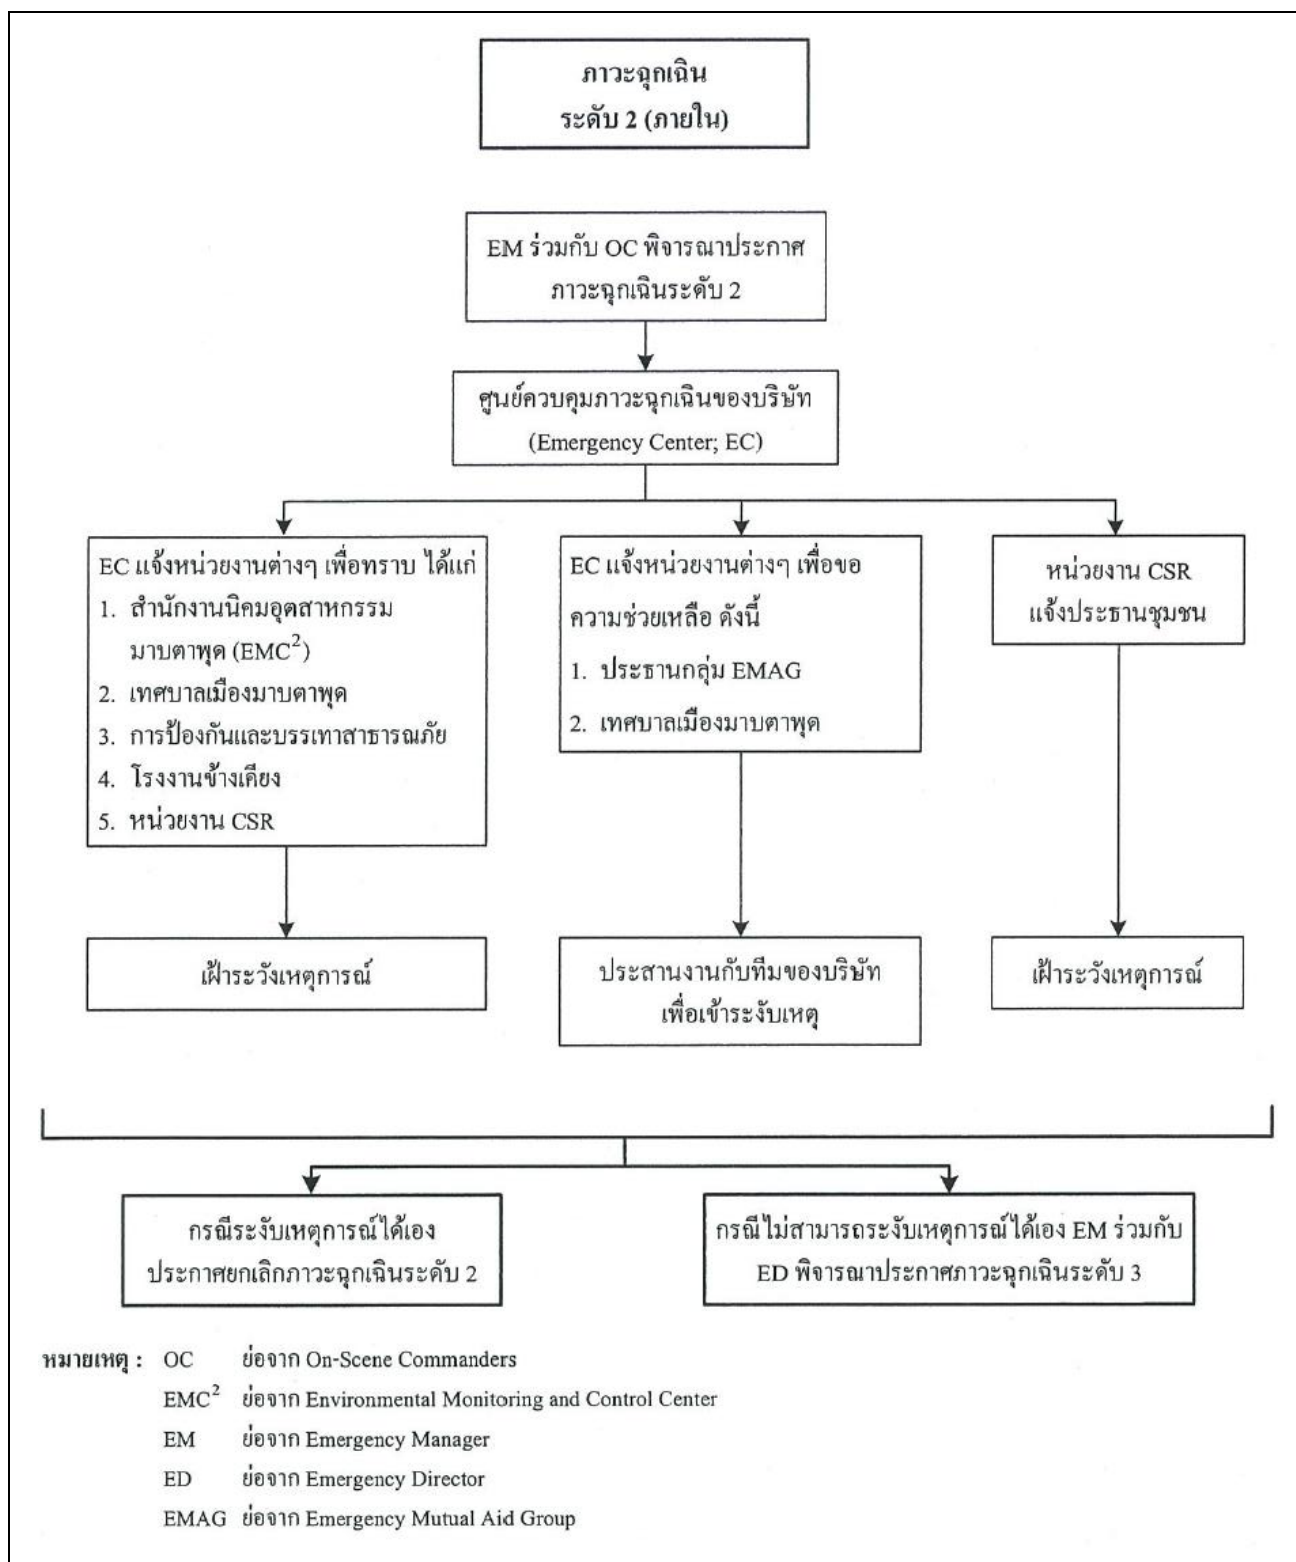 ภาวะฉุกเฉิน
ระดับ 2 (ภายใน)
EM ร่วมกับ OC พิจารณาประกาศ
ภาวะฉุกเฉินระดับ 2
ศูนย์ควบคุมภาวะฉุกเฉินของบริษัท
(Emergency Center; EC)
EC แจ้งหน่วยงานต่างๆ เพื่อทราบ ได้แก่
1. สำนักงานนิคมอุตสาหกรรม
มาบตาพุด (EMC²)
2. เทศบาลเมืองมาบตาพุด
3. การป้องกันและบรรเทาสาธารณภัย
4. โรงงานข้างเคียง
5. หน่วยงาน CSR
EC แจ้งหน่วยงานต่างๆ เพื่อขอ
ความช่วยเหลือ ดังนี้
1. ประธานกลุ่ม EMAG
2. เทศบาลเมืองมาบตาพุด
หน่วยงาน CSR
แจ้งประธานชุมชน
เฝ้าระวังเหตุการณ์
ประสานงานกับทีมของบริษัท
เพื่อเข้าระงับเหตุ
เฝ้าระวังเหตุการณ์
กรณีระงับเหตุการณ์ได้เอง
ประกาศยกเลิกภาวะฉุกเฉินระดับ 2
กรณีไม่สามารถระงับเหตุการณ์ได้เอง EM ร่วมกับ
ED พิจารณาประกาศภาวะฉุกเฉินระดับ 3
หมายเหตุ : OC ย่อจาก On-Scene Commanders
EMC² ย่อจาก Environmental Monitoring and Control Center
EM ย่อจาก Emergency Manager
ED ย่อจาก Emergency Director
EMAG ย่อจาก Emergency Mutual Aid Group